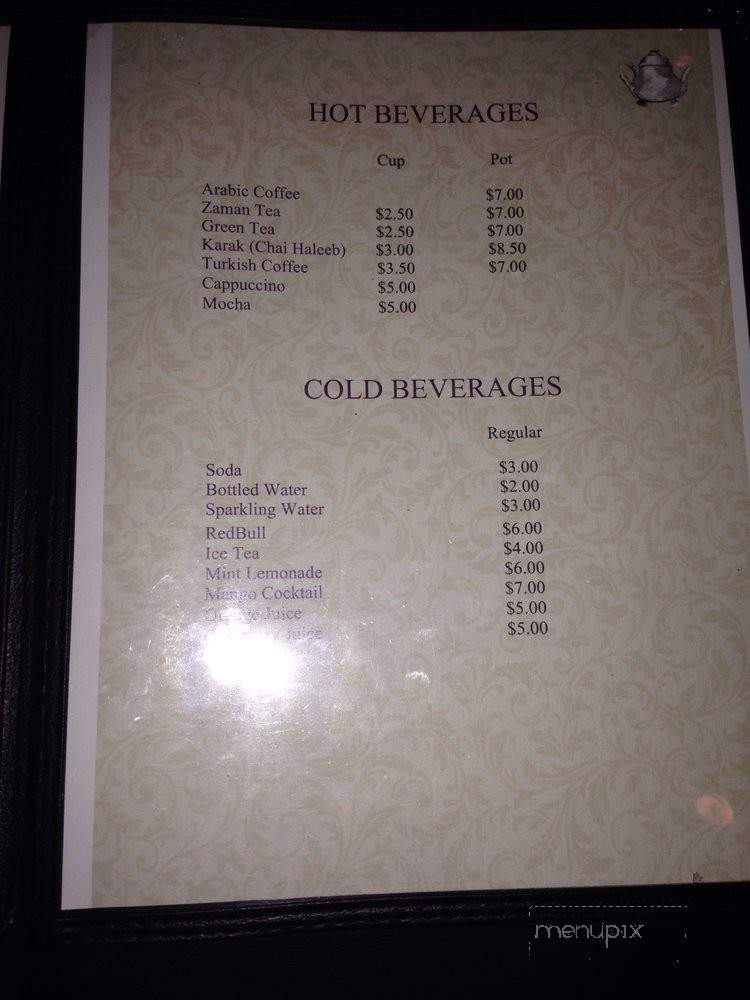 HOT BEVERAGES
Cup Pot
Arabic Coffee $7.00
Zaman Tea $2.50 $7.00
Green Tea $2.50 $7.00
Karak (Chai Haleeb) $3.00 $8.50
Turkish Coffee $3.50 $7.00
Cappuccino $5.00
Mocha $5.00
COLD BEVERAGES
Regular
Soda $3.00
Bottled Water $2.00
Sparkling Water $3.00
RedBull $6.00
Ice Tea $4.00
Mint Lemonade $6.00
Mango Cocktail $7.00
Orange Juice $5.00
Juice $5.00
menupix